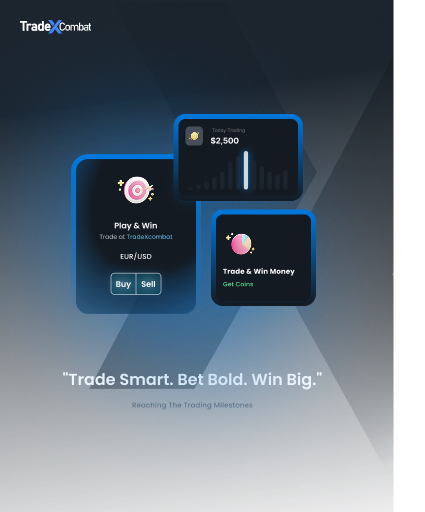 TradeXCombat
Today Trading
$2,500
Play & Win
Trade at TradeXcombat
EUR/USD
Buy Sell
Trade & Win Money
Get Coins
"Trade Smart. Bet Bold. Win Big."
Reaching The Trading Milestones